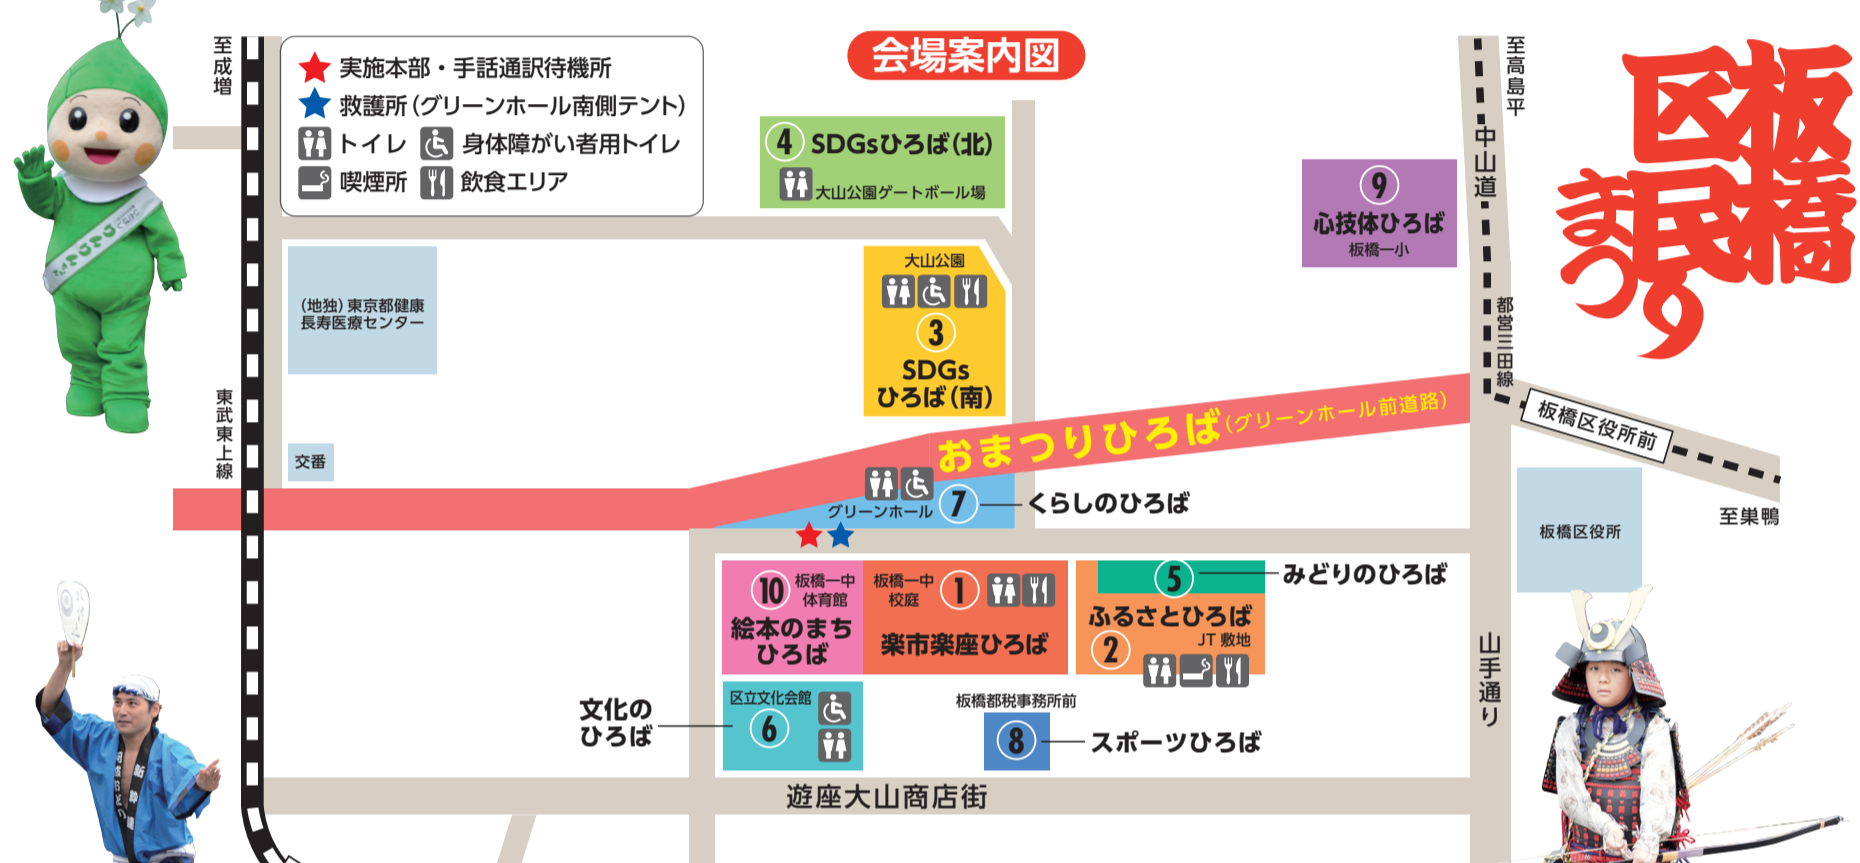 会場案内図
板橋
区民
まつり
至成増
実施本部・手話通訳待機所
救護所(グリーンホール南側テント)
トイレ 身体障がい者用トイレ
喫煙所 飲食エリア
4 SDGsひろば(北)
大山公園ゲートボール場
9
心技体ひろば
板橋一小
至高島平
中山道
都営三田線
(地独)東京都健康
長寿医療センター
大山公園
3
SDGs
ひろば(南)
東武東上線
交番
おまつりひろば(グリーンホール前道路)
板橋区役所前
至巣鴨
グリーンホール
7 くらしのひろば
板橋区役所
10 板橋一中
体育館
絵本のまち
ひろば
板橋一中
校庭
1
楽市楽座ひろば
5 みどりのひろば
ふるさとひろば
2 JT 敷地
文化の
ひろば
区立文化会館
6
板橋都税事務所前
8 スポーツひろば
山手通り
遊座大山商店街